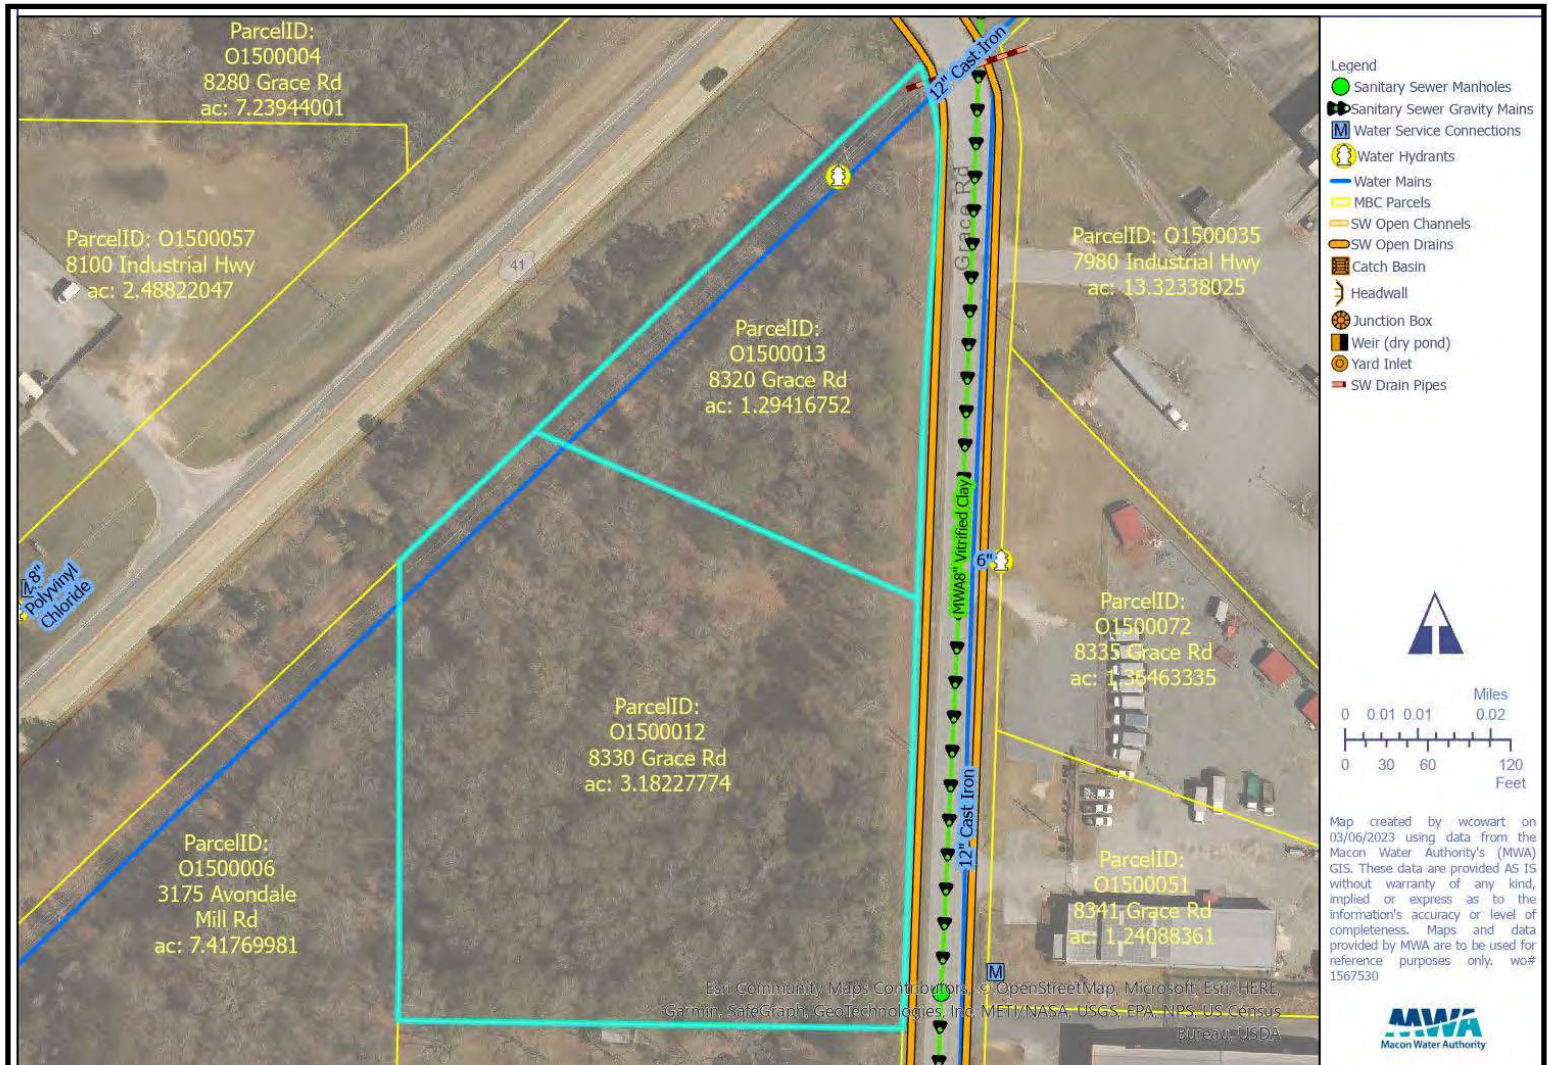 ParcelID:
O1500004
8280 Grace Rd
ac: 7.23944001
ParcelID: O1500057
8100 Industrial Hwy
ac: 2.48822047
41
12" Cast Iron
Grace Rd
ParcelID: O1500035
7980 Industrial Hwy
ac: 13.32338025
ParcelID:
O1500013
8320 Grace Rd
ac: 1.29416752
MWA8" Vitrified Clay
6"
M
Polyvinyl
Chloride
ParcelID:
O1500072
8335 Grace Rd
ac: 1.36463335
ParcelID:
O1500012
8330 Grace Rd
ac: 3.18227774
12" Cast Iron
ParcelID:
O1500006
3175 Avondale
Mill Rd
ac: 7.41769981
ParcelID:
O1500051
8341 Grace Rd
ac: 1.24088361
M
Esri Community Maps Contributors, © OpenStreetMap, Microsoft, Esri, HERE,
Garmin, SafeGraph, GeoTechnologies, Inc, METI/NASA, USGS, EPA, NPS, US Census
Bureau, USDA
Legend
Sanitary Sewer Manholes
Sanitary Sewer Gravity Mains
M Water Service Connections
Water Hydrants
Water Mains
MBC Parcels
SW Open Channels
SW Open Drains
Catch Basin
Headwall
Junction Box
Weir (dry pond)
Yard Inlet
SW Drain Pipes
Miles
0 0.01 0.01 0.02
0 30 60 120
Feet
Map created by wcowart on
03/06/2023 using data from the
Macon Water Authority's (MWA)
GIS. These data are provided AS IS
without warranty of any kind,
implied or express as to the
information's accuracy or level of
completeness. Maps and data
provided by MWA are to be used for
reference purposes only. wo#
1567530
MWA
Macon Water Authority